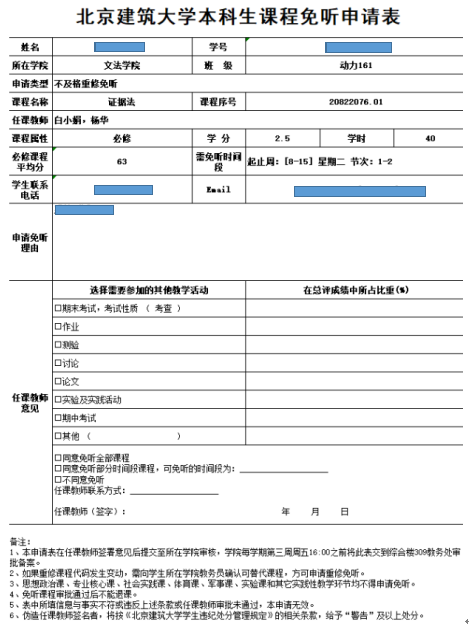 北京建筑大学本科生课程免听申请表
姓名 学号
所在学院 文法学院 班 级 动力161
申请类型 不及格重修免听
课程名称 证据法 课程序号 20822076.01
任课教师 白小娟，杨华
课程属性 必修 学 分 2.5 学时 40
必修课程平均分 63 需免听时间段 起止周：[8-15] 星期二 节次：1-2
学生联系电话 Email
申请免听理由
任课教师意见
选择需要参加的其他教学活动 在总评成绩中所占比重(%)
□期末考试，考试性质 （ 考查 ）
□作业
□测验
□讨论
□论文
□实验及实践活动
□期中考试
□其他 （ ）
□同意免听全部课程
□同意免听部分时间段课程，可免听的时间段为：
□不同意免听
任课教师联系方式：
任课教师（签字）： 年 月 日
备注：
1、本申请表在任课教师签署意见后提交至所在学院审核，学院每学期第三周周五16:00之前将此表交到综合楼309教务处审
批备案。
2、如果重修课程代码发生变动，需向学生所在学院教务员确认可替代课程，方可申请重修免听。
3、思想政治课、专业核心课、社会实践课、体育课、军事课、实验课和其它实践性教学环节均不得申请免听。
4、免听课程审批通过后不能退课。
5、表中所填信息与事实不符或违反上述条款或任课教师审批未通过，本申请无效。
6、伪造任课教师签名者，将按《北京建筑大学学生违纪处分管理规定》的相关条款，给予“警告”及以上处分。